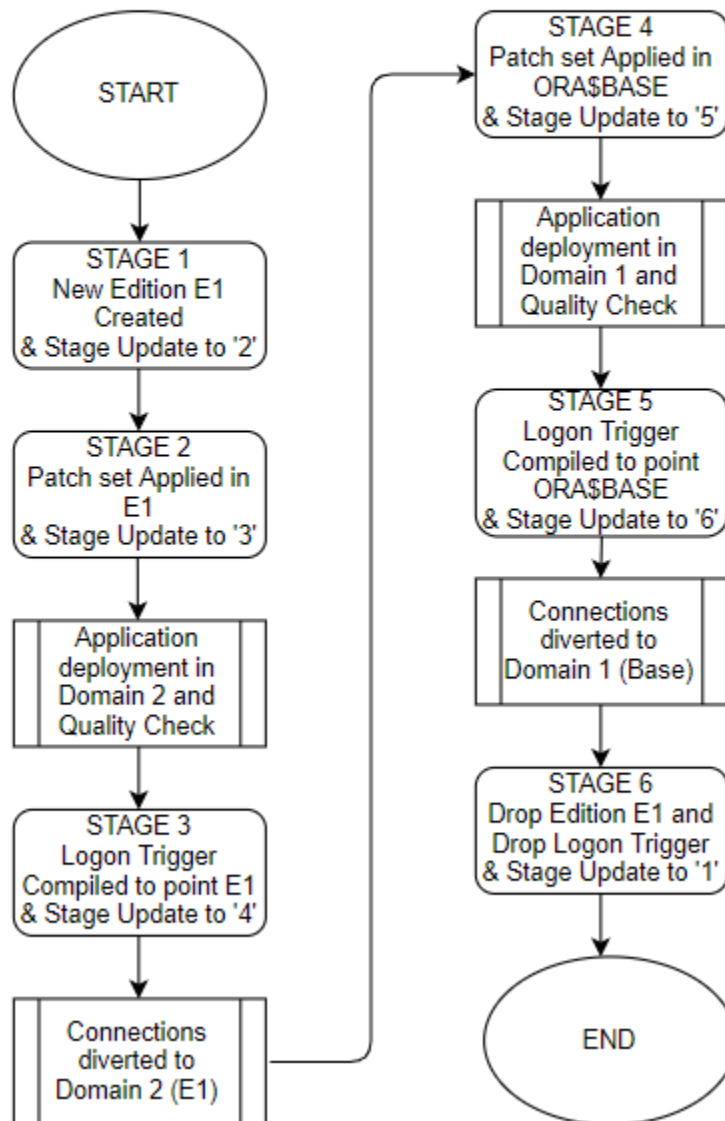 START
STAGE 1
New Edition E1
Created
& Stage Update to '2'
STAGE 2
Patch set Applied in
E1
& Stage Update to '3'
Application
deployment in
Domain 2 and
Quality Check
STAGE 3
Logon Trigger
Compiled to point E1
& Stage Update to '4'
Connections
diverted to
Domain 2 (E1)
STAGE 4
Patch set Applied in
ORA$BASE
& Stage Update to '5'
Application
deployment in
Domain 1 and
Quality Check
STAGE 5
Logon Trigger
Compiled to point
ORA$BASE
& Stage Update to '6'
Connections
diverted to
Domain 1 (Base)
STAGE 6
Drop Edition E1 and
Drop Logon Trigger
& Stage Update to '1'
END